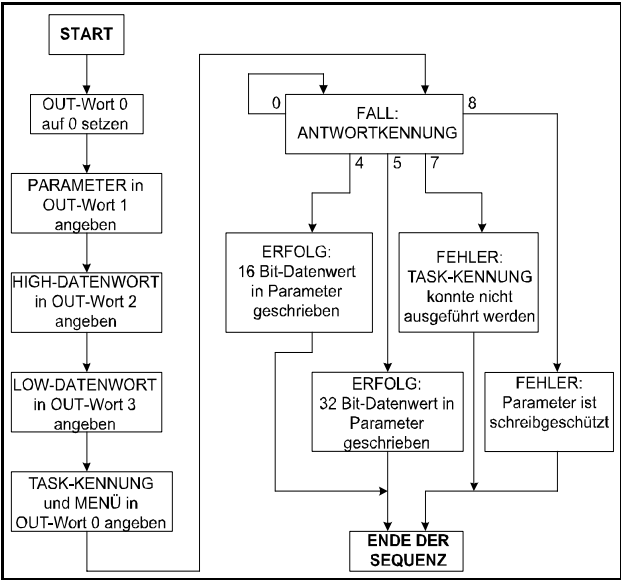 START
OUT-Wort 0
auf 0 setzen
PARAMETER in
OUT-Wort 1
angeben
HIGH-DATENWORT
in OUT-Wort 2
angeben
LOW-DATENWORT
in OUT-Wort 3
angeben
TASK-KENNUNG
und MENÜ in
OUT-Wort 0 angeben
0
FALL:
ANTWORTKENNUNG
8
4
5
7
ERFOLG:
16 Bit-Datenwert
in Parameter
geschrieben
FEHLER:
TASK-KENNUNG
konnte nicht
ausgeführt werden
ERFOLG:
32 Bit-Datenwert in
Parameter
geschrieben
FEHLER:
Parameter ist
schreibgeschützt
ENDE DER
SEQUENZ